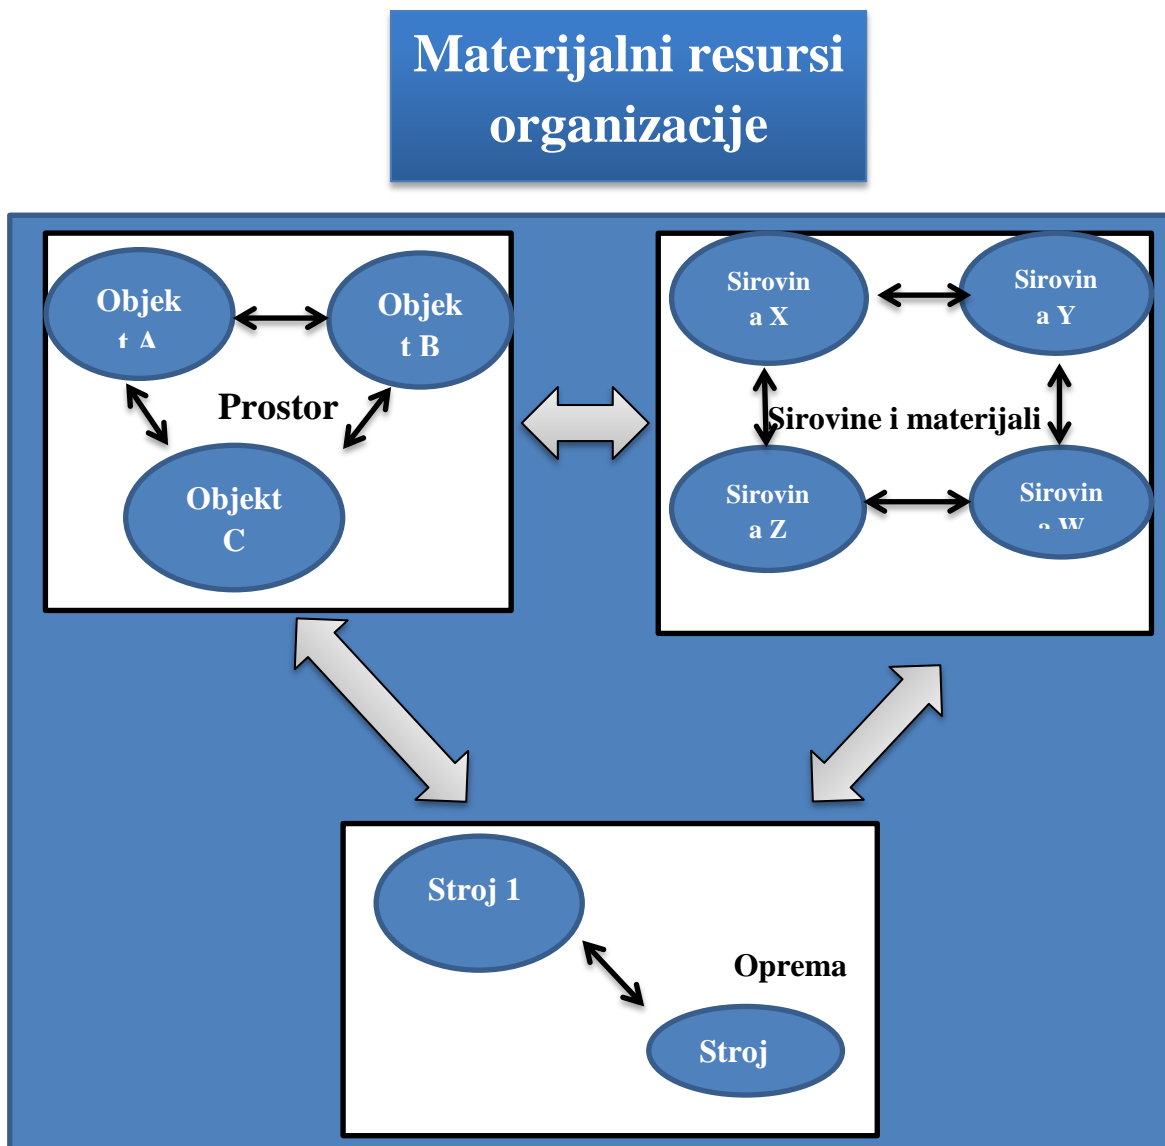 Materijalni resursi
organizacije
Objek
t A
Objek
t B
Prostor
Objekt
C
Sirovin
a X
Sirovin
a Y
Sirovine i materijali
Sirovin
a Z
Sirovin
a W
Stroj 1
Oprema
Stroj